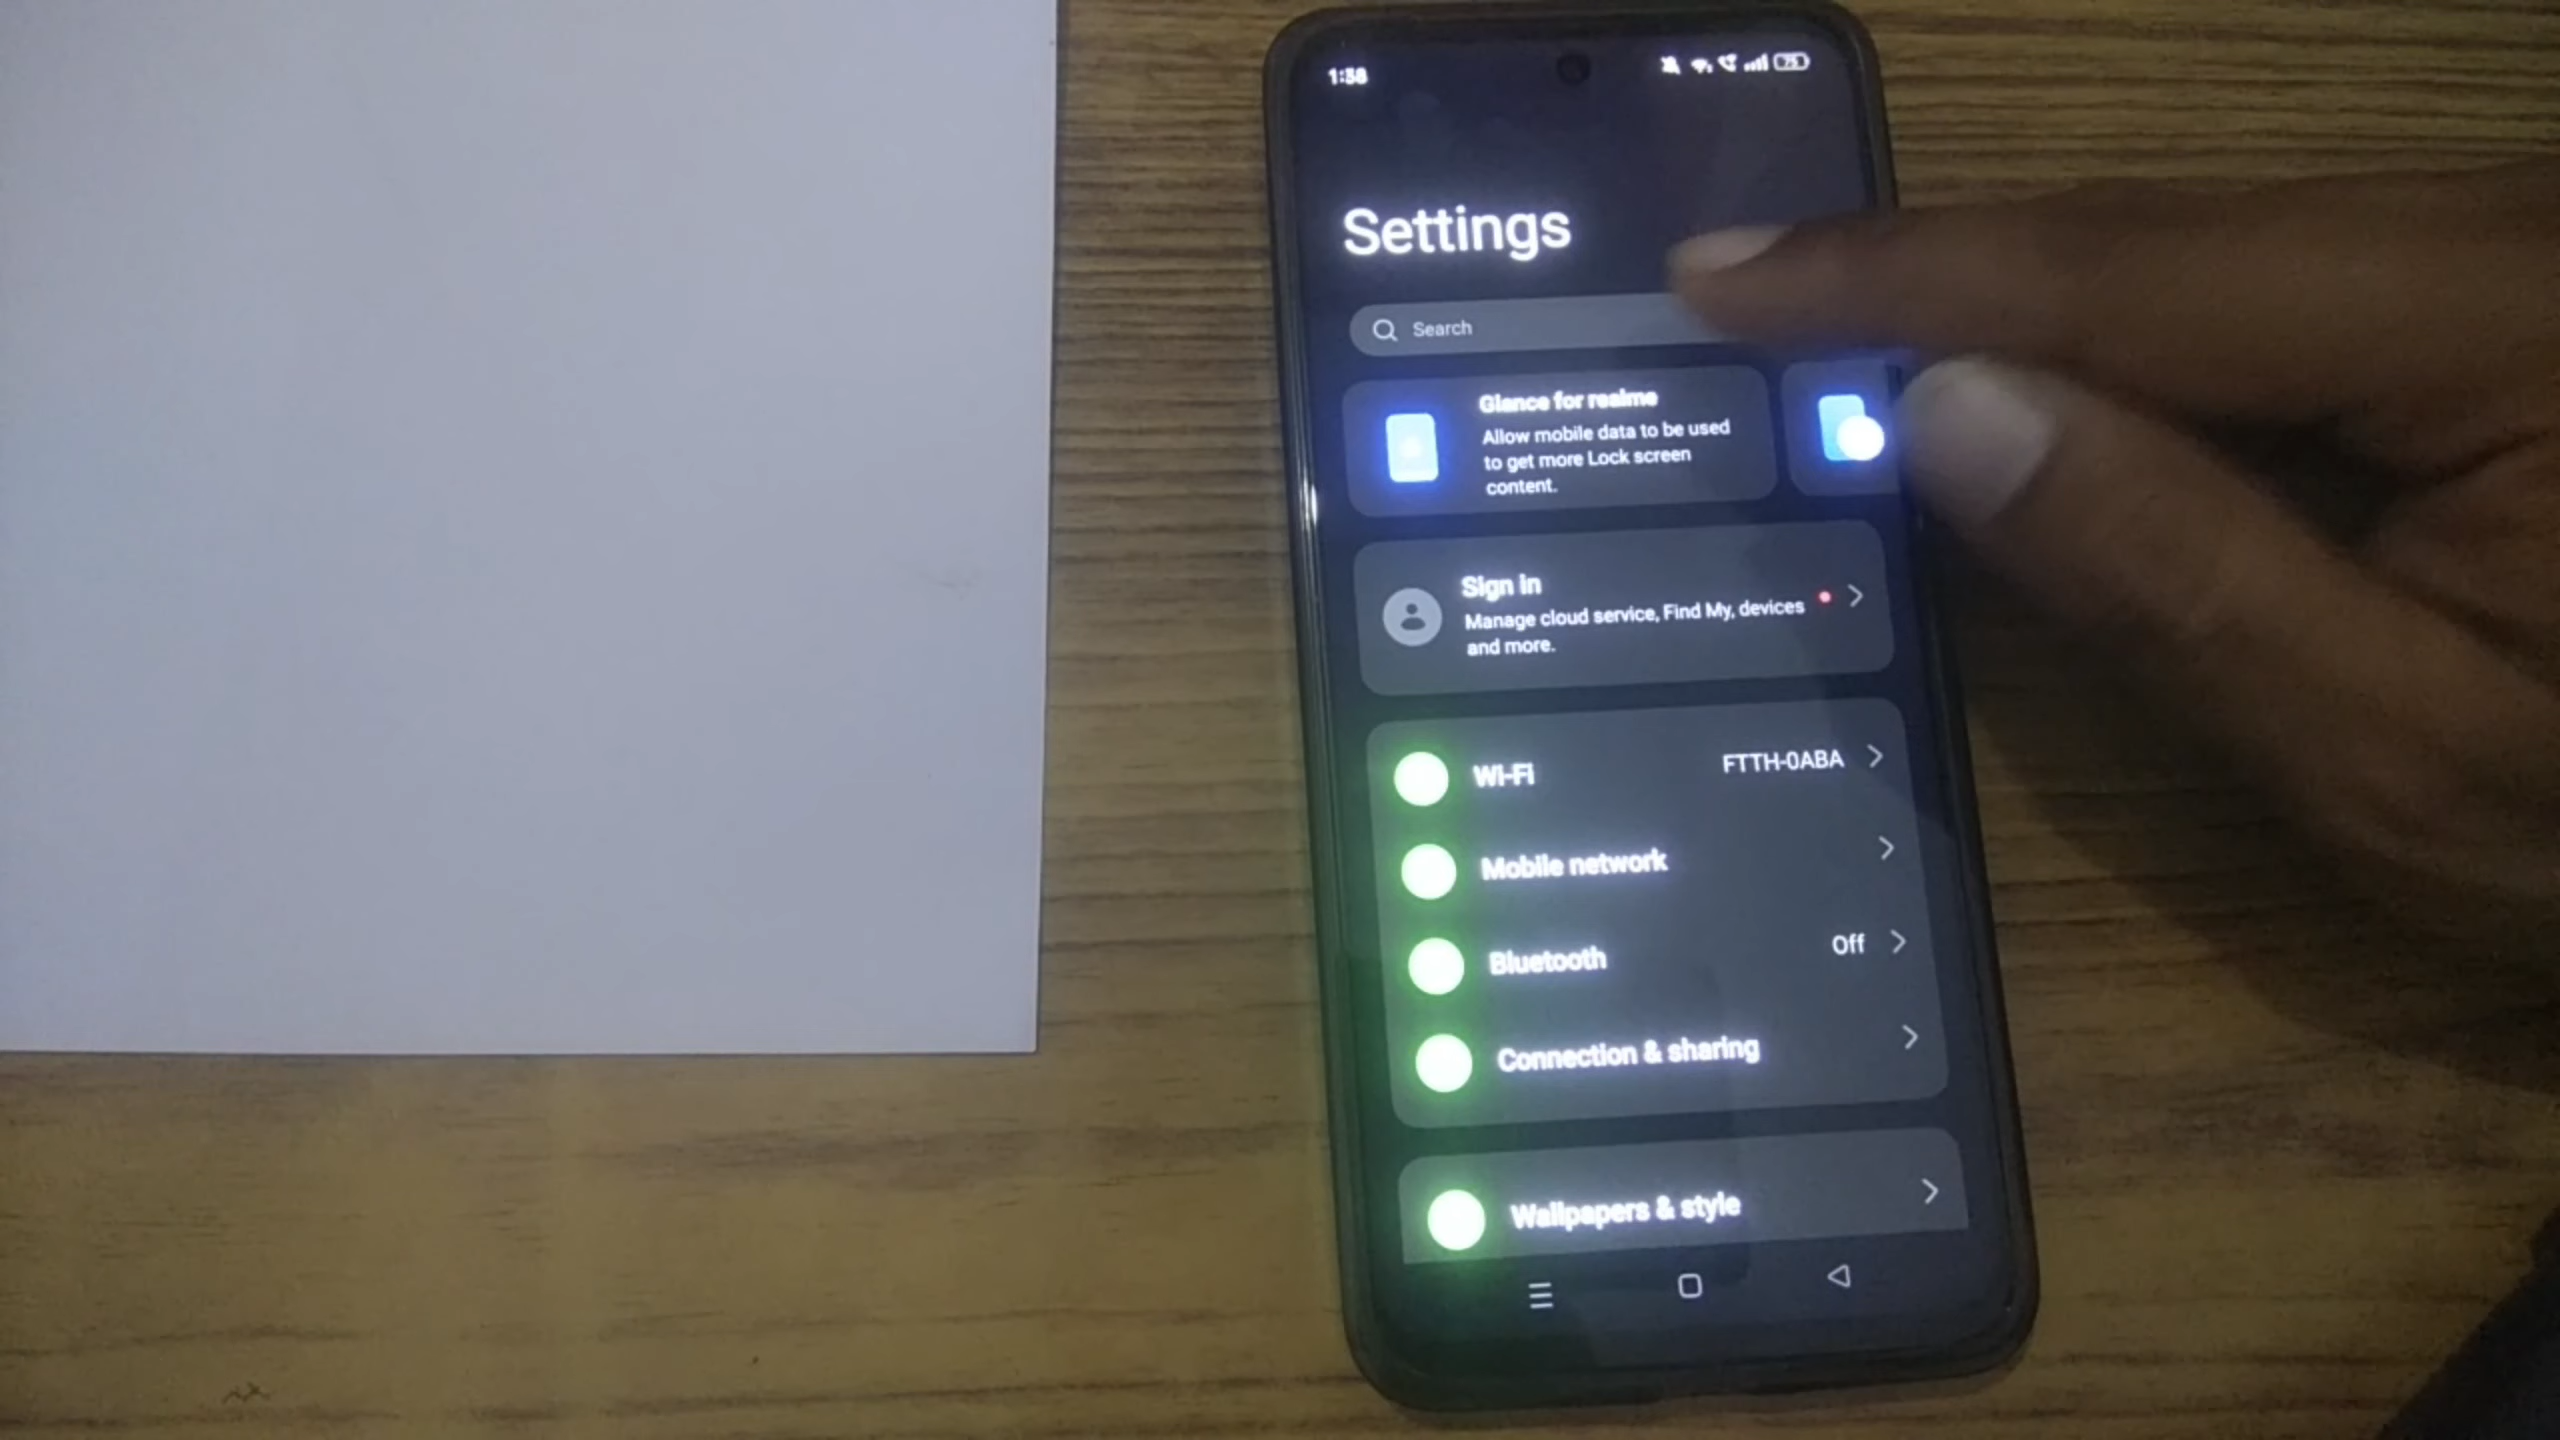 1:38
75
Settings
Search
Glance for realme
Allow mobile data to be used
to get more Lock screen
content.
Sign in
Manage cloud service, Find My, devices
and more.
Wi-Fi FTTH-0ABA
Mobile network
Bluetooth Off
Connection & sharing
Wallpapers & style